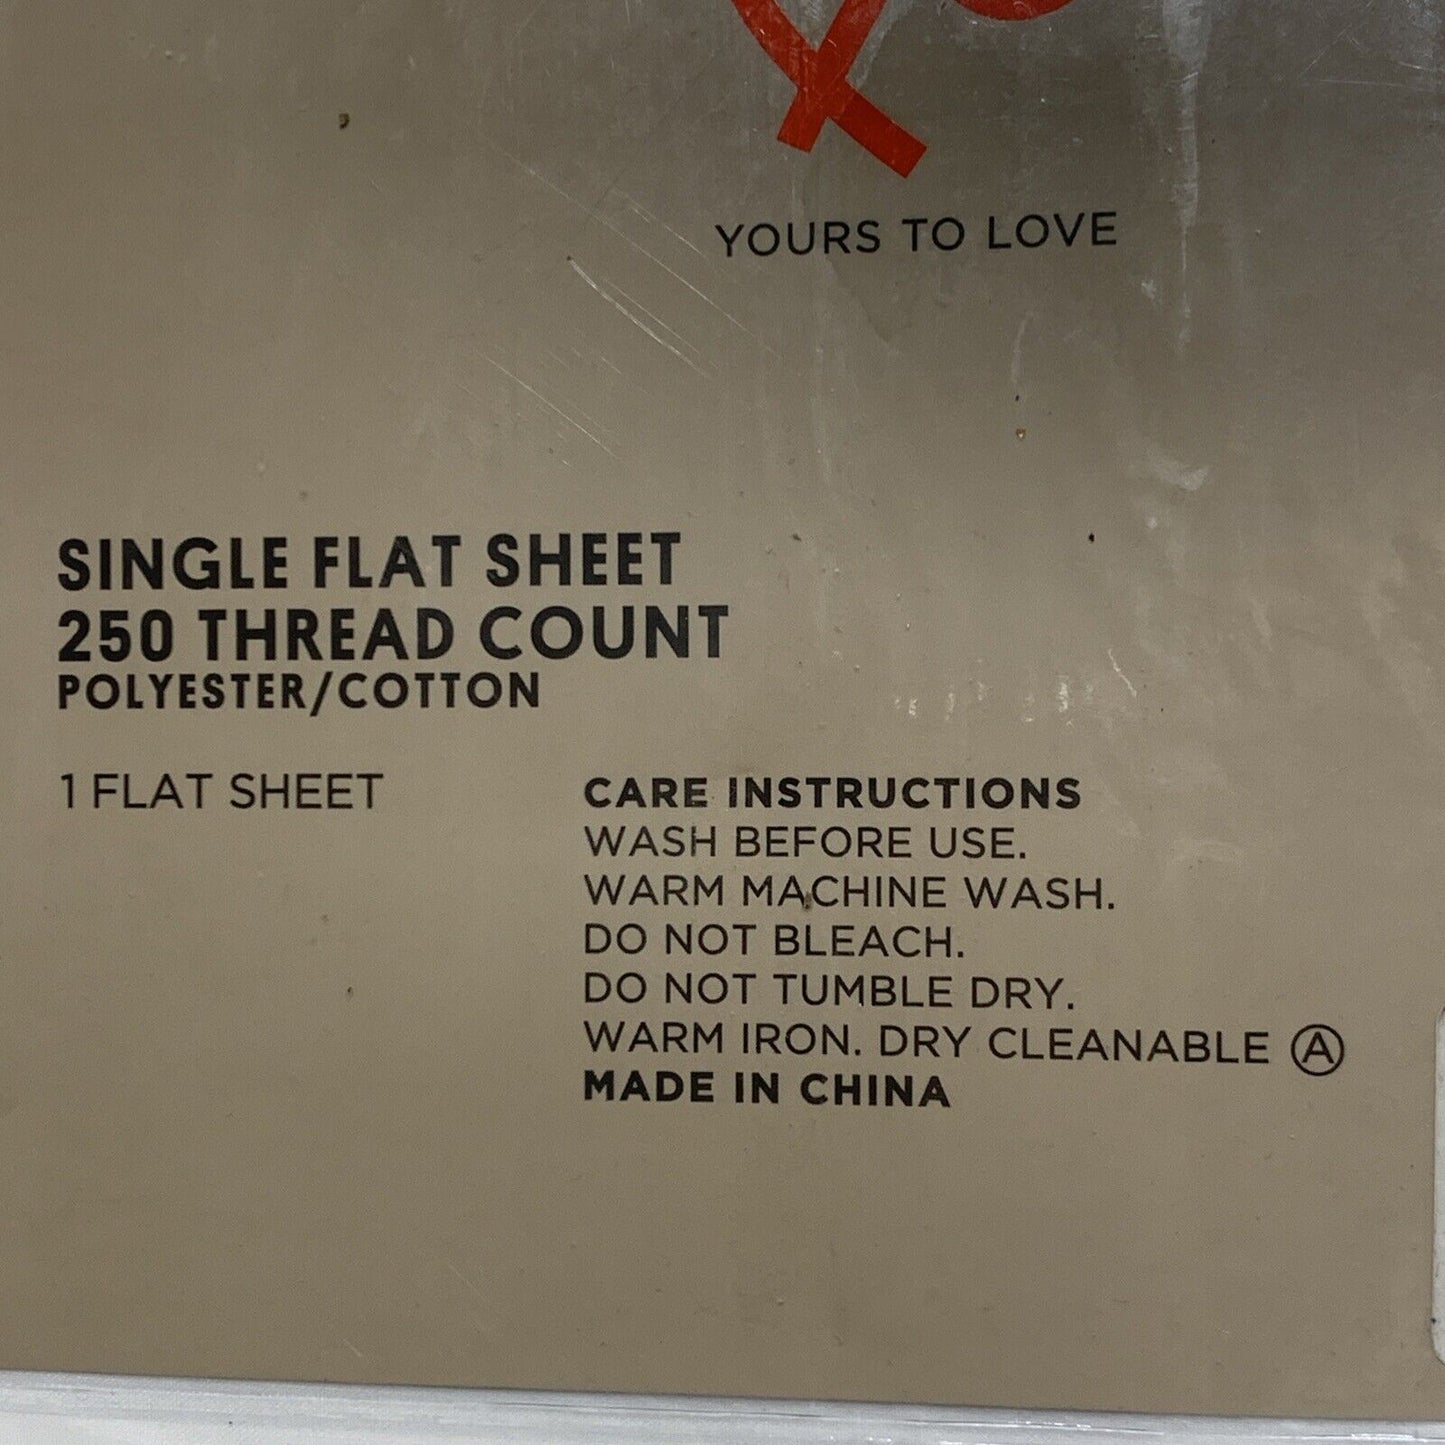 YOURS TO LOVE
SINGLE FLAT SHEET
250 THREAD COUNT
POLYESTER/COTTON
1 FLAT SHEET
CARE INSTRUCTIONS
WASH BEFORE USE.
WARM MACHINE WASH.
DO NOT BLEACH.
DO NOT TUMBLE DRY.
WARM IRON. DRY CLEANABLE Ⓐ
MADE IN CHINA